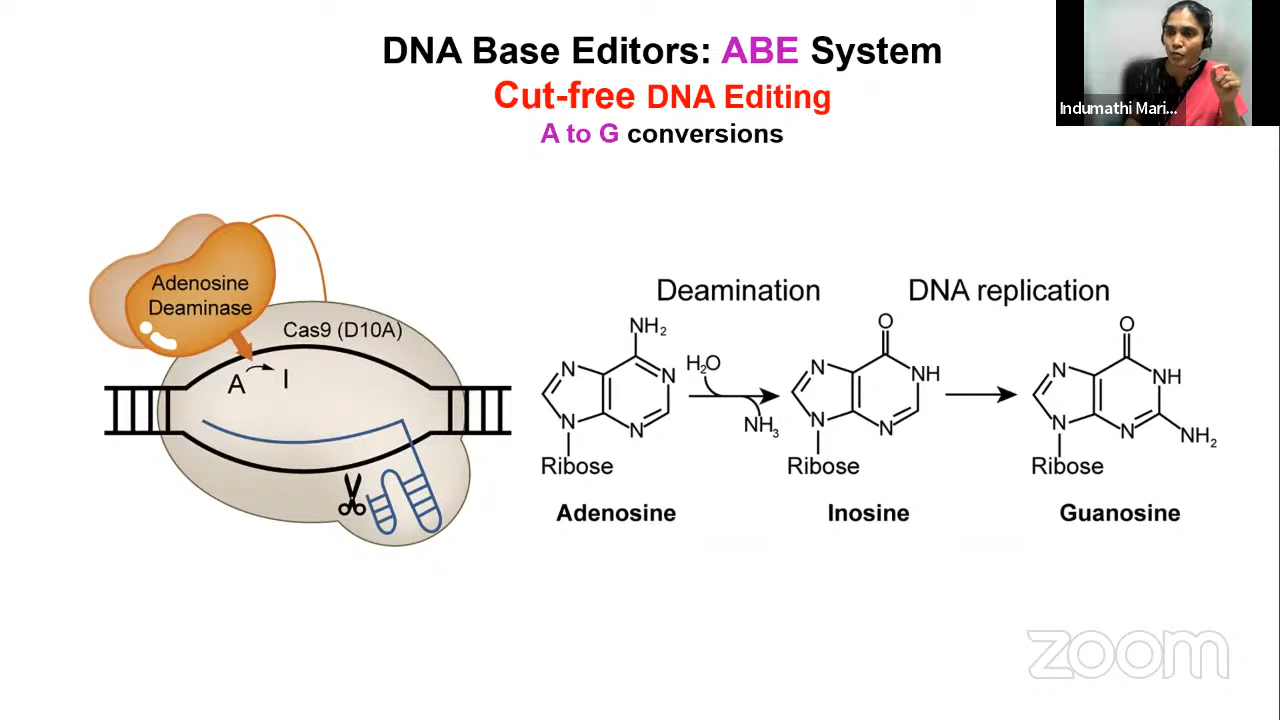 DNA Base Editors: ABE System
Cut-free DNA Editing
A to G conversions
Indumathi Mari...
Adenosine
Deaminase
Cas9 (D10A)
A
I
Deamination
DNA replication
NH₂
N
N
N
N
Ribose
Adenosine
H₂O
NH₃
O
N
NH
N
N
Ribose
Inosine
O
N
NH
N
N
NH₂
Ribose
Guanosine
zoom